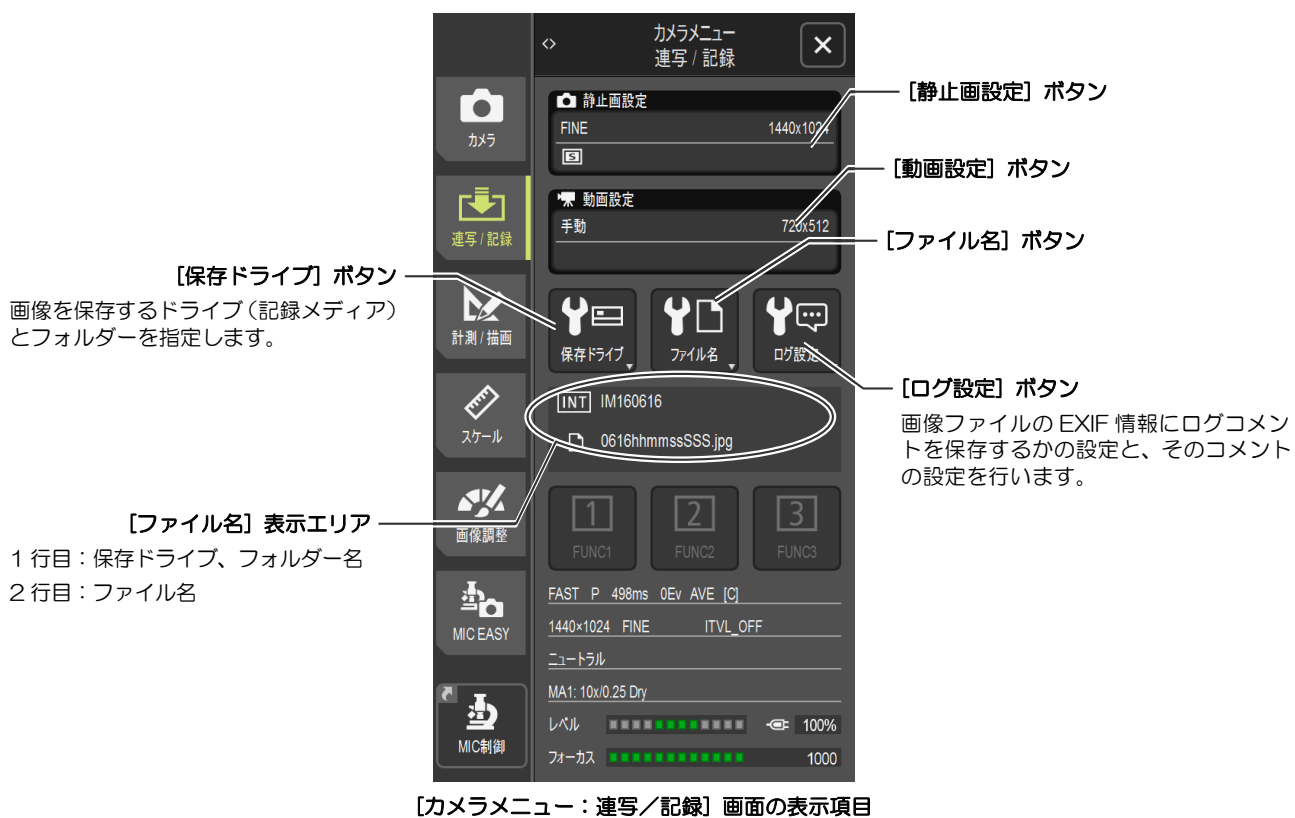 カメラメニュー
連写 / 記録
カメラ
連写 / 記録
計測 / 描画
スケール
画像調整
MIC EASY
MIC制御
静止画設定
FINE 1440x1024
S
動画設定
手動 720x512
保存ドライブ
ファイル名
ログ設定
INT IM160616
0616hhmmssSSS.jpg
1
FUNC1
2
FUNC2
3
FUNC3
FAST P 498ms 0Ev AVE [C]
1440×1024 FINE ITVL_OFF
ニュートラル
MA1: 10x/0.25 Dry
レベル 100%
フォーカス 1000
[静止画設定] ボタン
[動画設定] ボタン
[ファイル名] ボタン
[保存ドライブ] ボタン
画像を保存するドライブ(記録メディア)
とフォルダーを指定します。
[ログ設定] ボタン
画像ファイルの EXIF 情報にログコメン
トを保存するかの設定と、そのコメント
の設定を行います。
[ファイル名] 表示エリア
1 行目:保存ドライブ、フォルダー名
2 行目:ファイル名
[カメラメニュー:連写/記録] 画面の表示項目